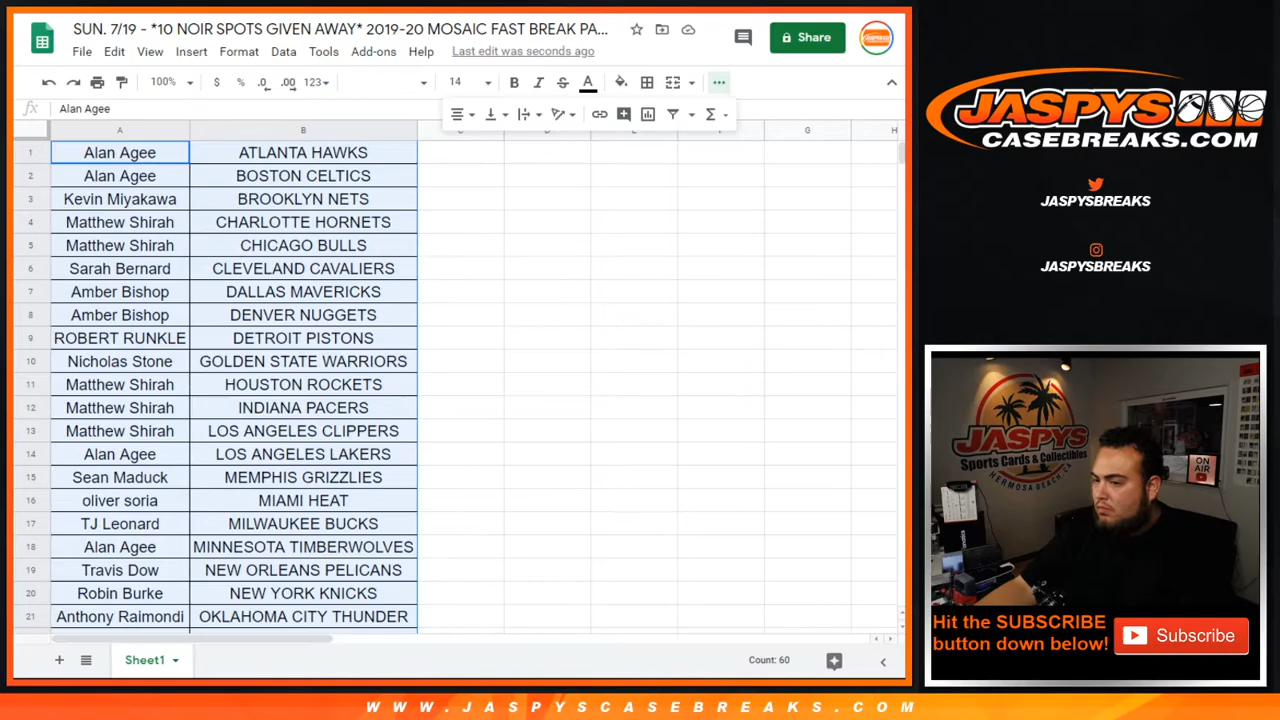 SUN. 7/19 - *10 NOIR SPOTS GIVEN AWAY* 2019-20 MOSAIC FAST BREAK PA...
Share
File Edit View Insert Format Data Tools Add-ons Help Last edit was seconds ago
100% $ % .0 .00 123 14 B I S A
fx Alan Agee
A B C D E F G H
1 Alan Agee ATLANTA HAWKS
2 Alan Agee BOSTON CELTICS
3 Kevin Miyakawa BROOKLYN NETS
4 Matthew Shirah CHARLOTTE HORNETS
5 Matthew Shirah CHICAGO BULLS
6 Sarah Bernard CLEVELAND CAVALIERS
7 Amber Bishop DALLAS MAVERICKS
8 Amber Bishop DENVER NUGGETS
9 ROBERT RUNKLE DETROIT PISTONS
10 Nicholas Stone GOLDEN STATE WARRIORS
11 Matthew Shirah HOUSTON ROCKETS
12 Matthew Shirah INDIANA PACERS
13 Matthew Shirah LOS ANGELES CLIPPERS
14 Alan Agee LOS ANGELES LAKERS
15 Sean Maduck MEMPHIS GRIZZLIES
16 oliver soria MIAMI HEAT
17 TJ Leonard MILWAUKEE BUCKS
18 Alan Agee MINNESOTA TIMBERWOLVES
19 Travis Dow NEW ORLEANS PELICANS
20 Robin Burke NEW YORK KNICKS
21 Anthony Raimondi OKLAHOMA CITY THUNDER
Sheet1
Count: 60
JASPYS
CASEBREAKS.COM
JASPYSBREAKS
JASPYSBREAKS
JASPYS
Sports Cards & Collectibles
HERMOSA BEACH, CA
ON
AIR
Hit the SUBSCRIBE
button down below!
Subscribe
WWW.JASPYSCASEBREAKS.COM